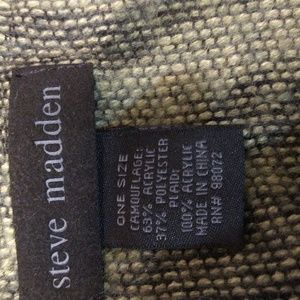 steve madden
ONE SIZE
CAMOUFLAGE:
63% ACRYLIC
37% POLYESTER
PLAID:
100% ACRYLIC
MADE IN CHINA
RN# 98072